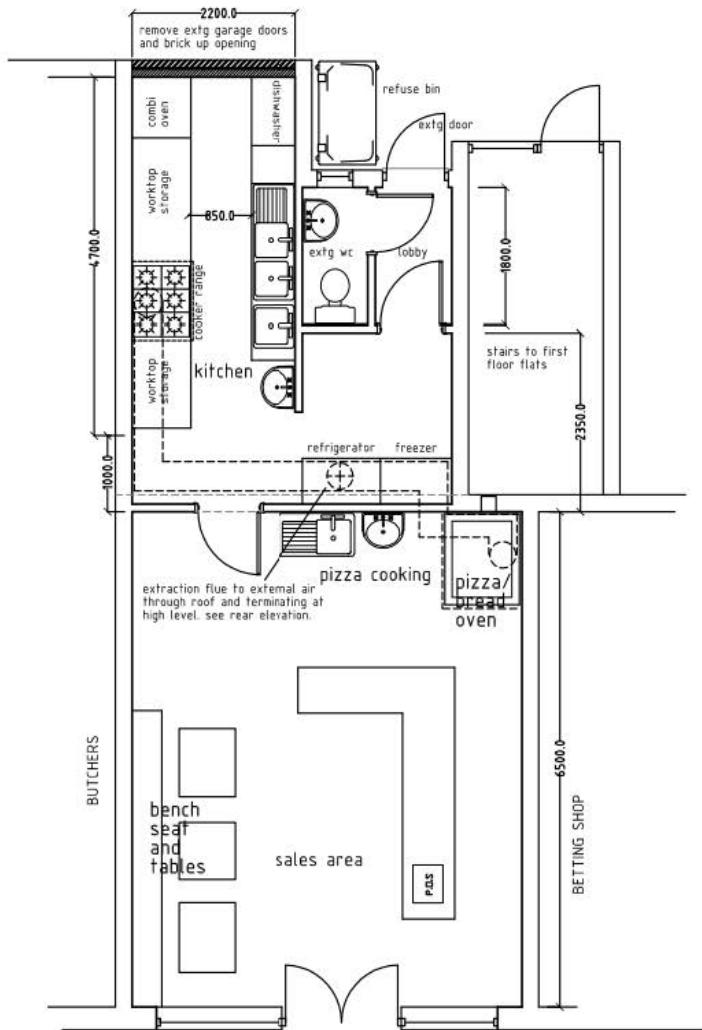 2200.0
remove extg garage doors
and brick up opening
combi
oven
dishwasher
refuse bin
extg door
worktop
storage
850.0
4700.0
extg wc
lobby
1800.0
cooker range
stairs to first
floor flats
kitchen
worktop
storage
2350.0
refrigerator
freezer
1000.0
pizza cooking
pizza/
bread
oven
extraction flue to external air
through roof and terminating at
high level. see rear elevation.
BUTCHERS
6500.0
bench
seat
and
tables
sales area
P.O.S
BETTING SHOP